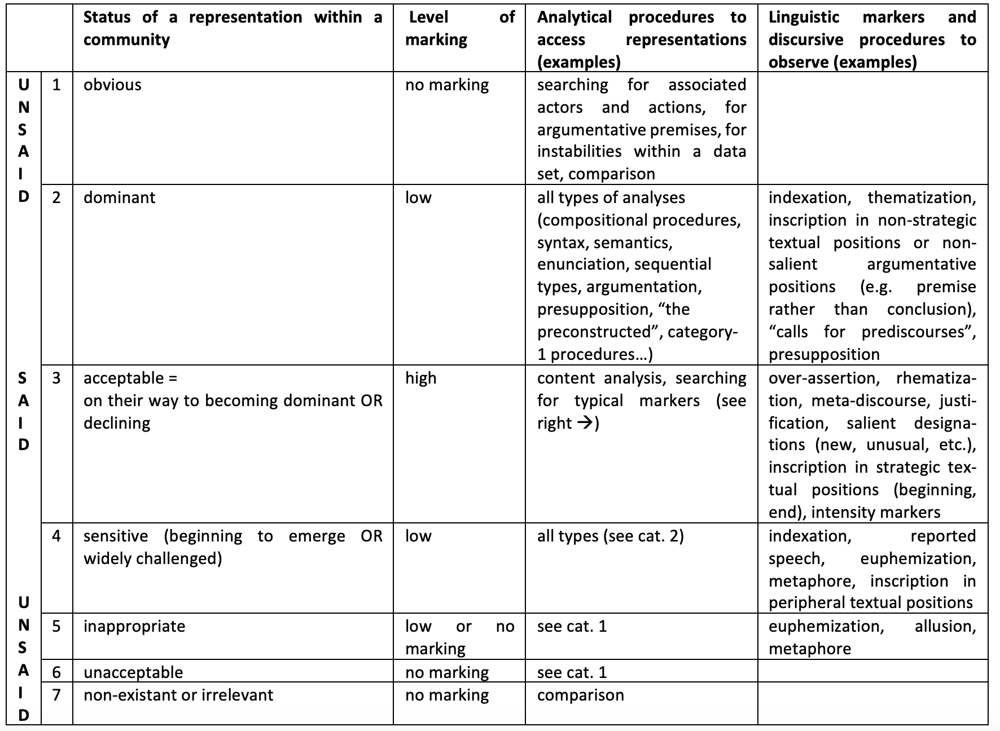 Status of a representation within a
community
Level of
marking
Analytical procedures to
access representations
(examples)
Linguistic markers and
discursive procedures to
observe (examples)
U
N
S
A
I
D
1
obvious
no marking
searching for associated
actors and actions, for
argumentative premises, for
instabilities within a data
set, comparison
2
dominant
low
all types of analyses
(compositional procedures,
syntax, semantics,
enunciation, sequential
types, argumentation,
presupposition, “the
preconstructed”, category-
1 procedures…)
indexation, thematization,
inscription in non-strategic
textual positions or non-
salient argumentative
positions (e.g. premise
rather than conclusion),
“calls for prediscourses”,
presupposition
S
A
I
D
3
acceptable =
on their way to becoming dominant OR
declining
high
content analysis, searching
for typical markers (see
right →)
over-assertion, rhematiza-
tion, meta-discourse, justi-
fication, salient designa-
tions (new, unusual, etc.),
inscription in strategic tex-
tual positions (beginning,
end), intensity markers
4
sensitive (beginning to emerge OR
widely challenged)
low
all types (see cat. 2)
indexation, reported
speech, euphemization,
metaphore, inscription in
peripheral textual positions
U
N
S
A
I
D
5
inappropriate
low or no
marking
see cat. 1
euphemization, allusion,
metaphore
6
unacceptable
no marking
see cat. 1
7
non-existant or irrelevant
no marking
comparison